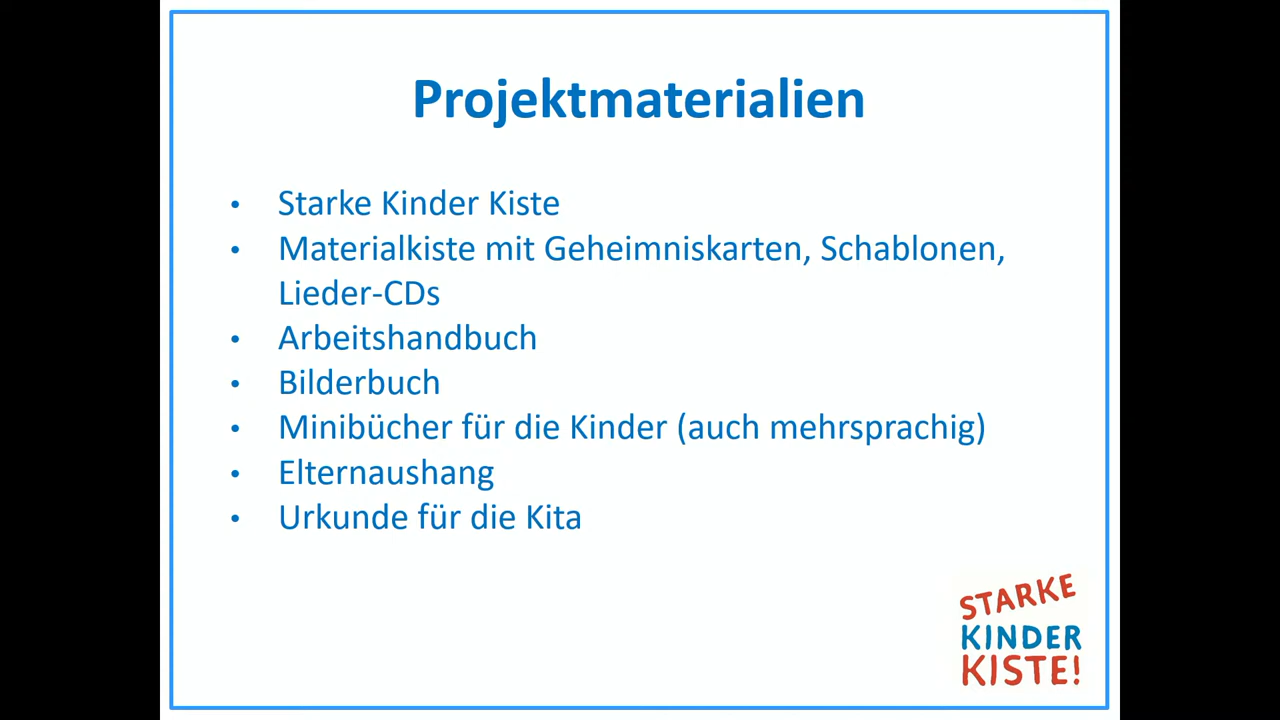 Projektmaterialien
• Starke Kinder Kiste
• Materialkiste mit Geheimniskarten, Schablonen,
Lieder-CDs
• Arbeitshandbuch
• Bilderbuch
• Minibücher für die Kinder (auch mehrsprachig)
• Elternaushang
• Urkunde für die Kita
STARKE
KINDER
KISTE!